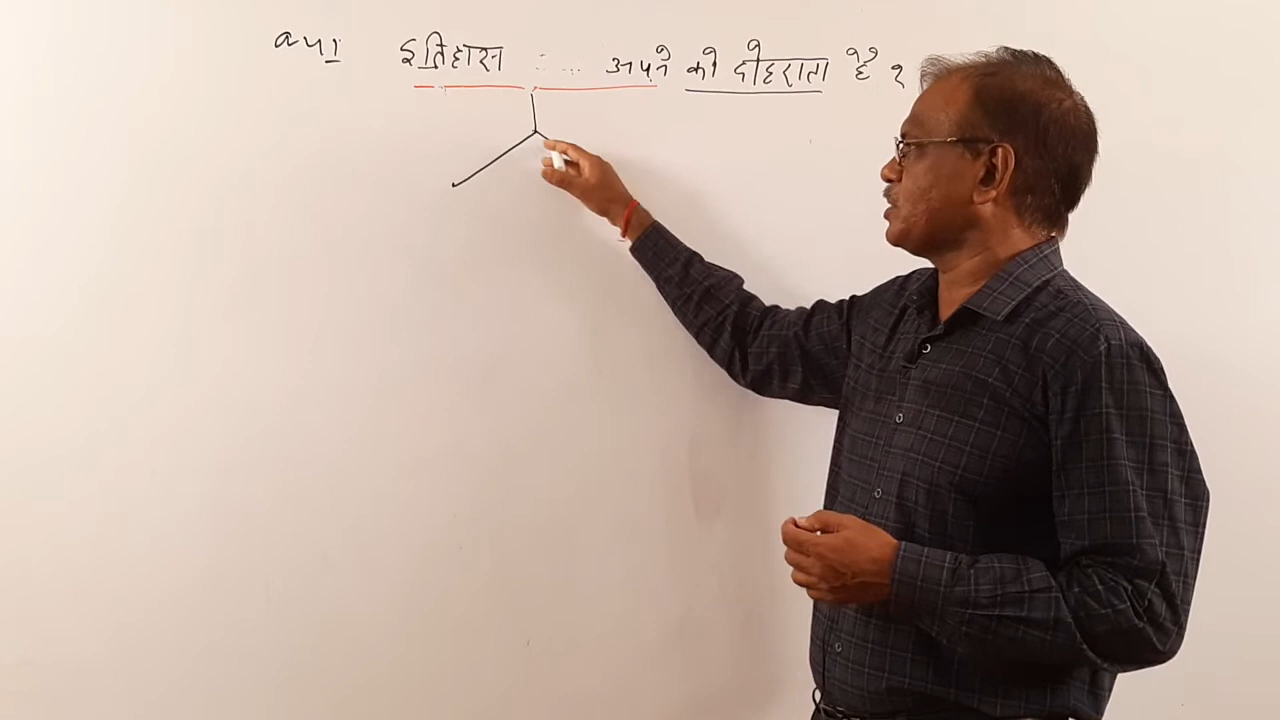 क्या इतिहास ... अपने को दोहराता है ?